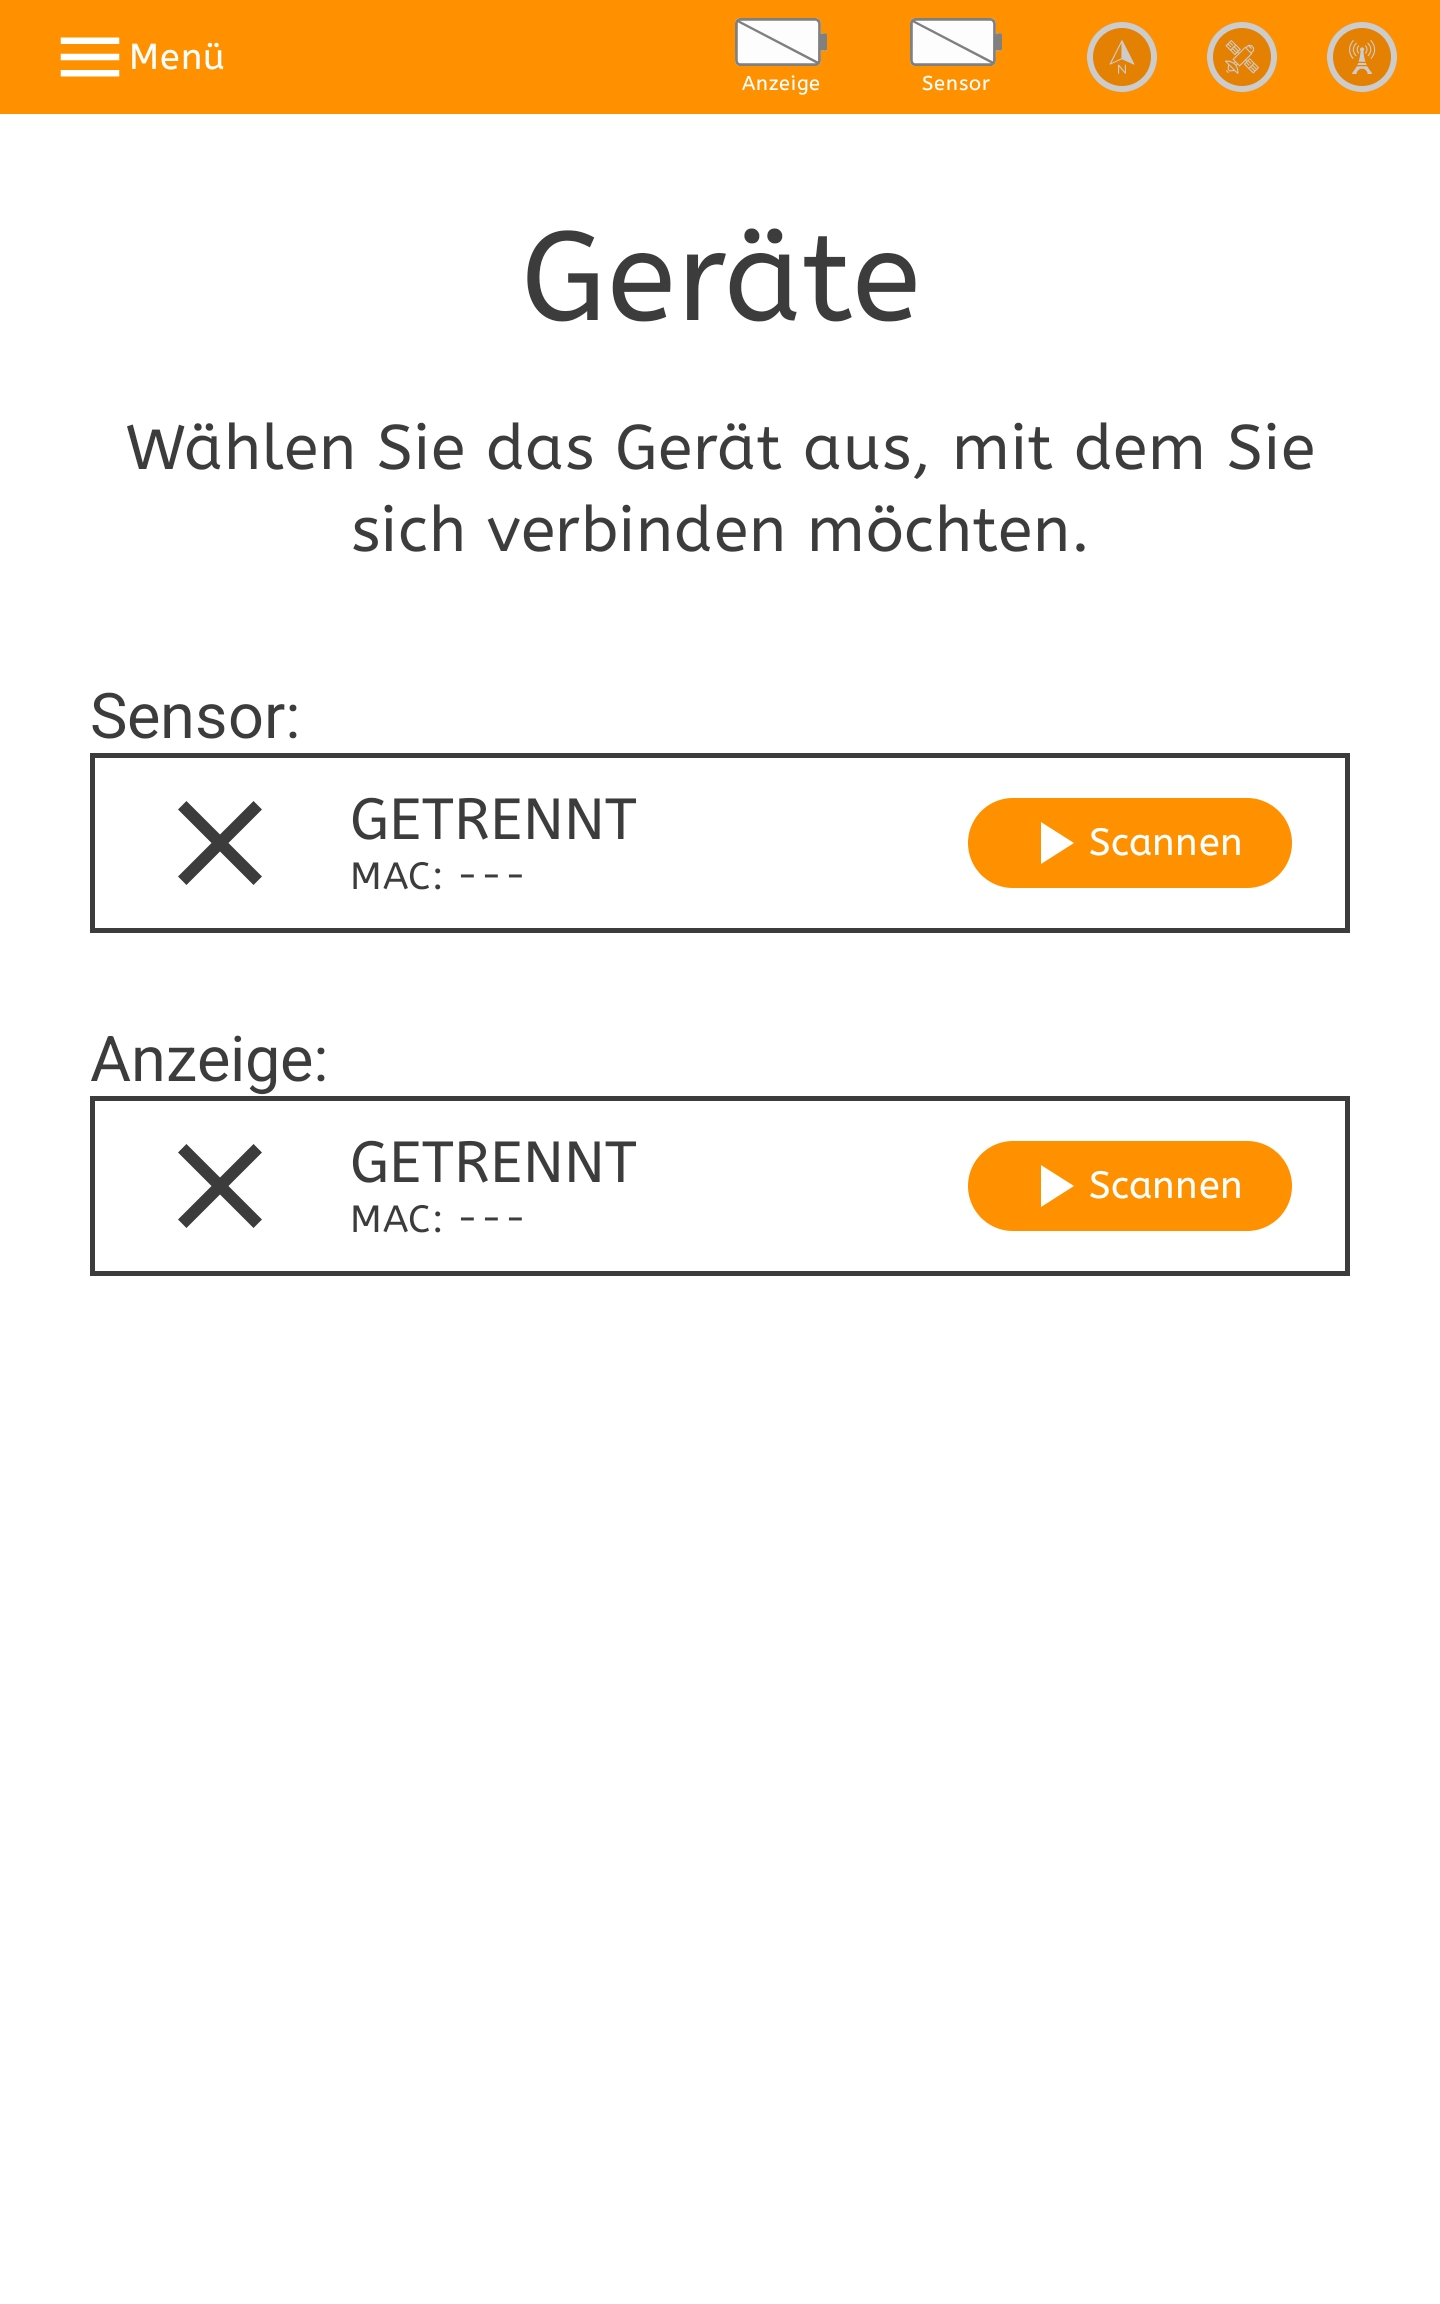 Menü
Anzeige
Sensor
N
Geräte
Wählen Sie das Gerät aus, mit dem Sie
sich verbinden möchten.
Sensor:
GETRENNT
MAC: ---
Scannen
Anzeige:
GETRENNT
MAC: ---
Scannen